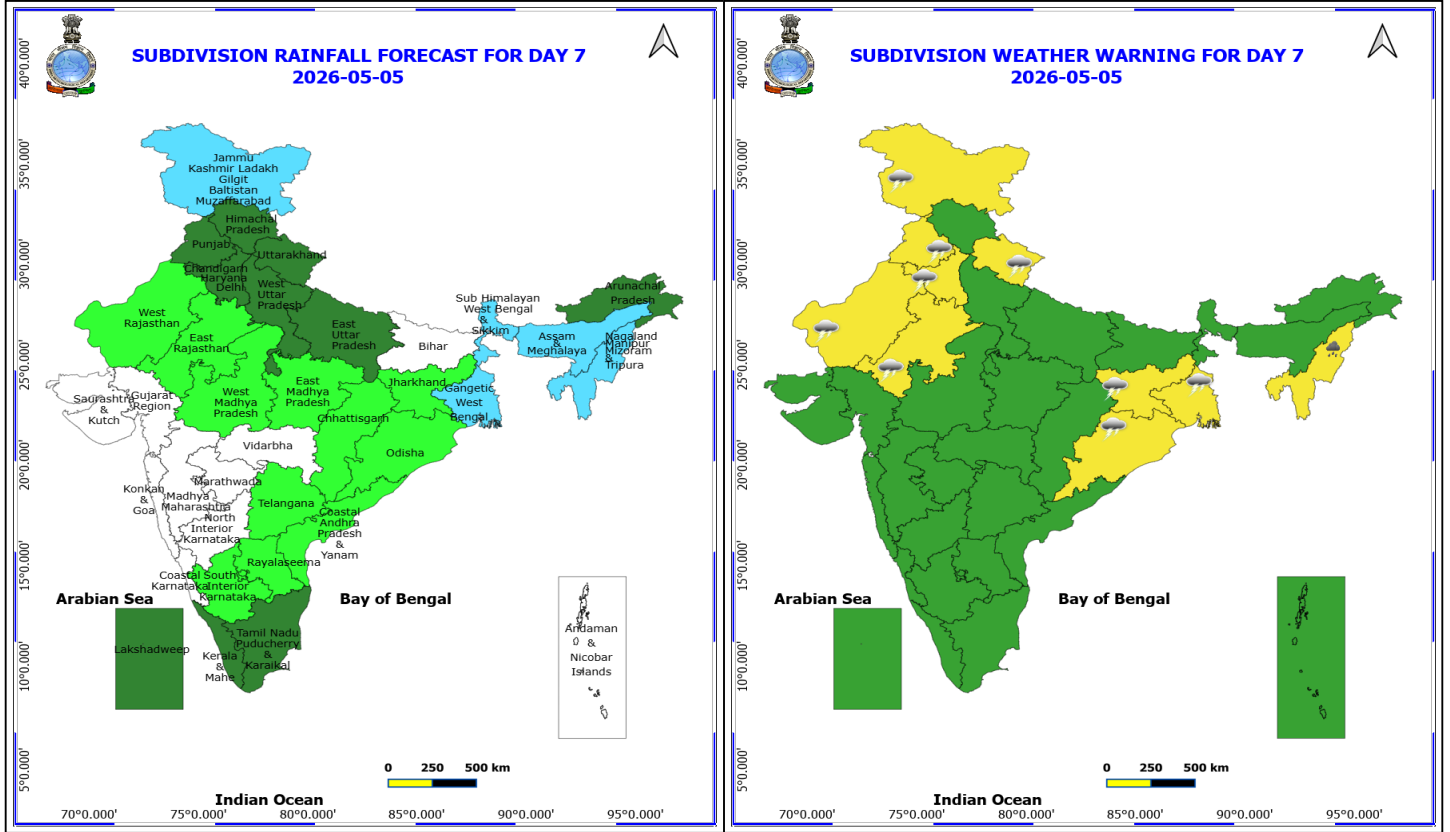 SUBDIVISION RAINFALL FORECAST FOR DAY 7
2026-05-05
40°0.000'
35°0.000'
30°0.000'
25°0.000'
20°0.000'
15°0.000'
10°0.000'
5°0.000'
Jammu
Kashmir Ladakh
Gilgit
Baltistan
Muzaffarabad
Himachal
Pradesh
Punjab
Uttarakhand
Chandigarh
Haryana
Delhi
West
Uttar
Pradesh
East
Uttar
Pradesh
West
Rajasthan
East
Rajasthan
Bihar
Sub Himalayan
West Bengal
&
Sikkim
Arunachal
Pradesh
Assam
&
Meghalaya
Nagaland
Manipur
Mizoram
&
Tripura
Saurashtra
&
Kutch
Gujarat
Region
West
Madhya
Pradesh
East
Madhya
Pradesh
Jharkhand
Gangetic
West
Bengal
Chhattisgarh
Odisha
Vidarbha
Marathwada
Madhya
Maharashtra
Konkan
&
Goa
North
Interior
Karnataka
Telangana
Coastal
Andhra
Pradesh
&
Yanam
Rayalaseema
Coastal
Karnataka
South
Interior
Karnataka
Arabian Sea
Bay of Bengal
Lakshadweep
Kerala
&
Mahe
Tamil Nadu
Puducherry
&
Karaikal
Andaman
&
Nicobar
Islands
0 250 500 km
Indian Ocean
70°0.000' 75°0.000' 80°0.000' 85°0.000' 90°0.000' 95°0.000'
SUBDIVISION WEATHER WARNING FOR DAY 7
2026-05-05
40°0.000'
35°0.000'
30°0.000'
25°0.000'
20°0.000'
15°0.000'
10°0.000'
5°0.000'
Arabian Sea
Bay of Bengal
0 250 500 km
Indian Ocean
70°0.000' 75°0.000' 80°0.000' 85°0.000' 90°0.000' 95°0.000'